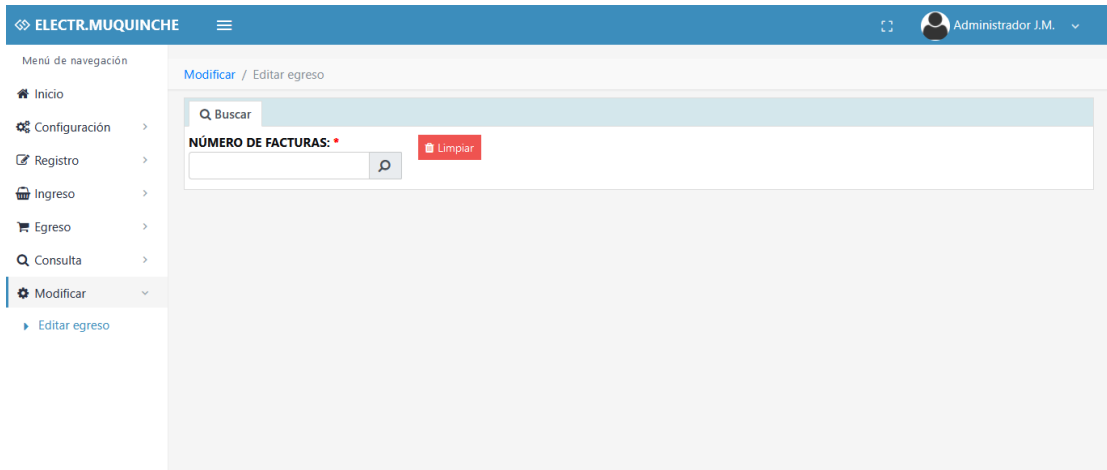 ELECTR.MUQUINCHE
Administrador J.M.
Menú de navegación
Inicio
Configuración
Registro
Ingreso
Egreso
Consulta
Modificar
Editar egreso
Modificar / Editar egreso
Buscar
NÚMERO DE FACTURAS: *
Limpiar